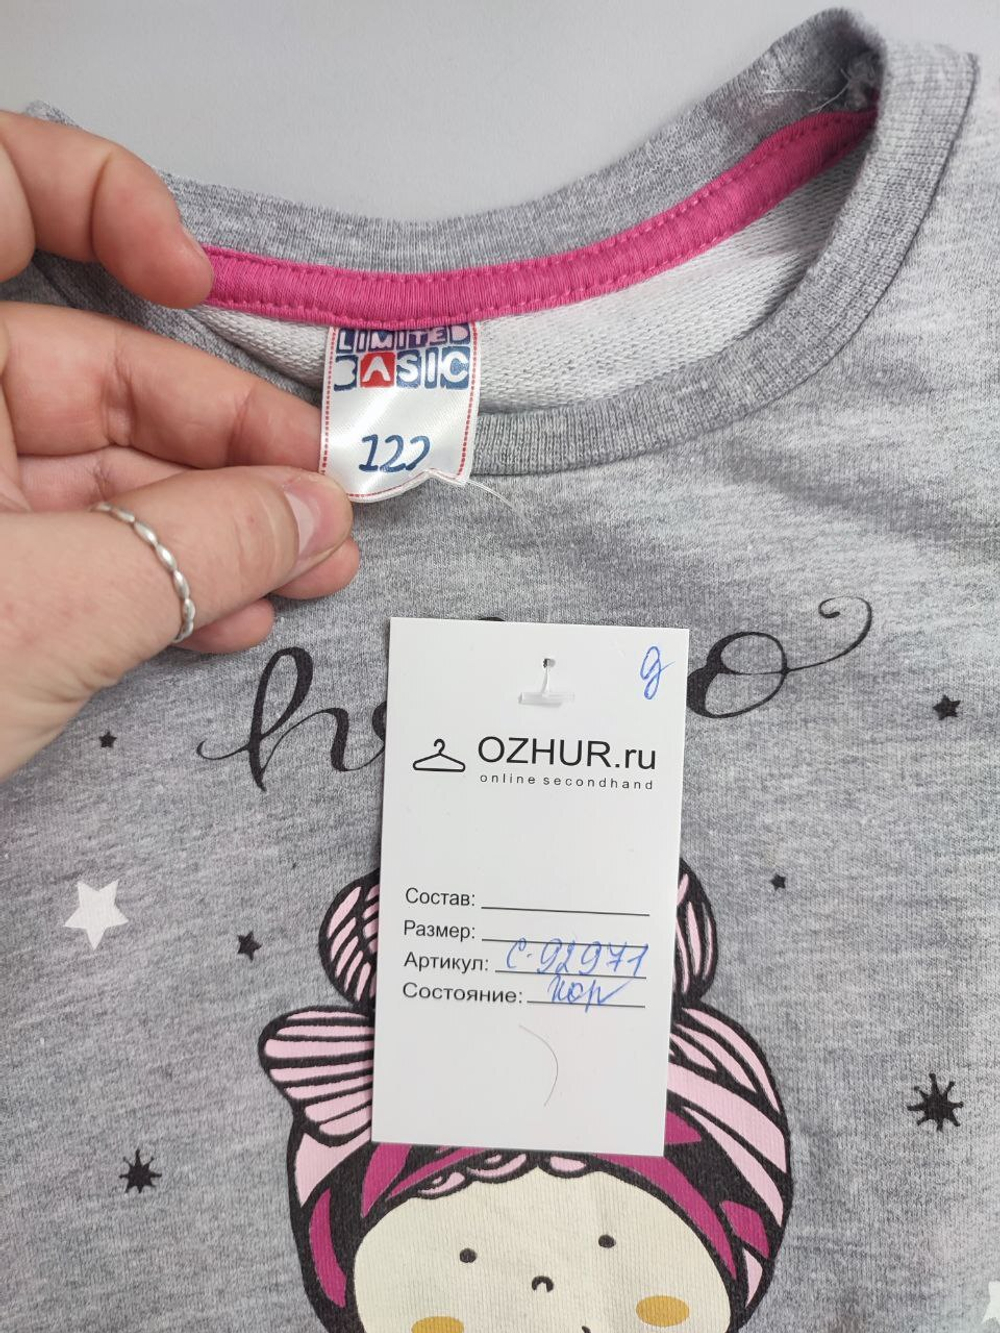 LIMITED
BASIC
122
д
OZHUR.ru
online secondhand
Состав:
Размер:
Артикул: С-92971
Состояние: хор